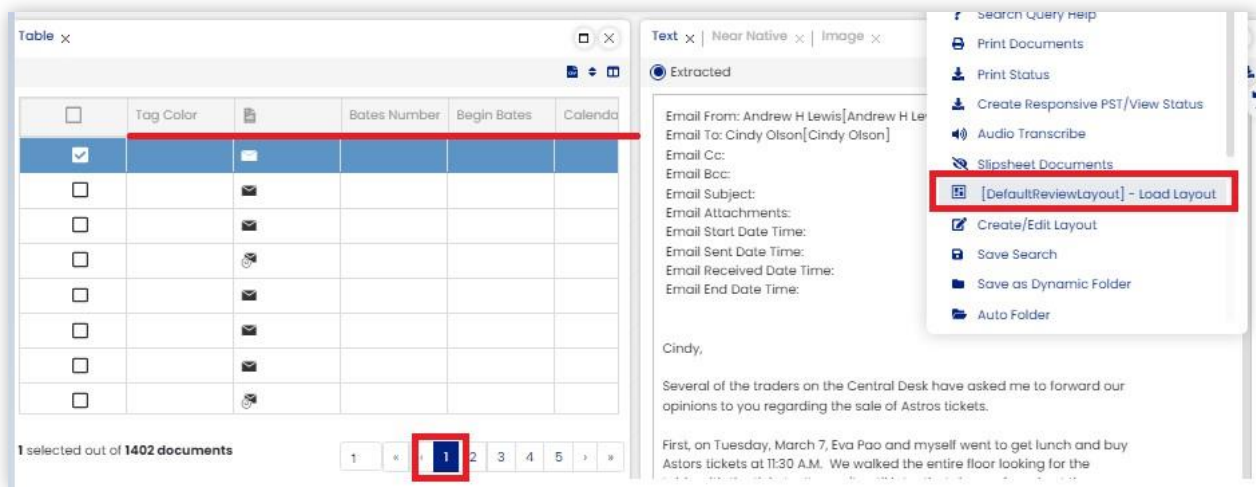 Table
Tag Color
Bates Number
Begin Bates
Calenda
1 selected out of 1402 documents
1 « ‹ 1 2 3 4 5 › »
Text | Near Native | Image
Extracted
Email From: Andrew H Lewis[Andrew H Le
Email To: Cindy Olson[Cindy Olson]
Email Cc:
Email Bcc:
Email Subject:
Email Attachments:
Email Start Date Time:
Email Sent Date Time:
Email Received Date Time:
Email End Date Time:
Cindy,
Several of the traders on the Central Desk have asked me to forward our
opinions to you regarding the sale of Astros tickets.
First, on Tuesday, March 7, Eva Pao and myself went to get lunch and buy
Astors tickets at 11:30 A.M. We walked the entire floor looking for the
Search Query Help
Print Documents
Print Status
Create Responsive PST/View Status
Audio Transcribe
Slipsheet Documents
[DefaultReviewLayout] - Load Layout
Create/Edit Layout
Save Search
Save as Dynamic Folder
Auto Folder